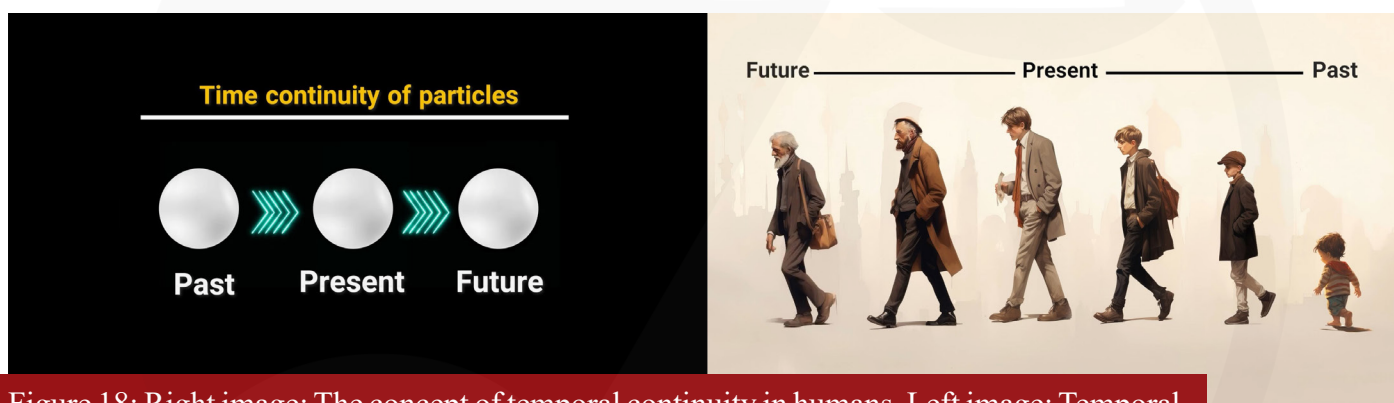 Time continuity of particles
Past Present Future
Future Present Past
Figure 18: Right image: The concept of temporal continuity in humans. Left image: Temporal